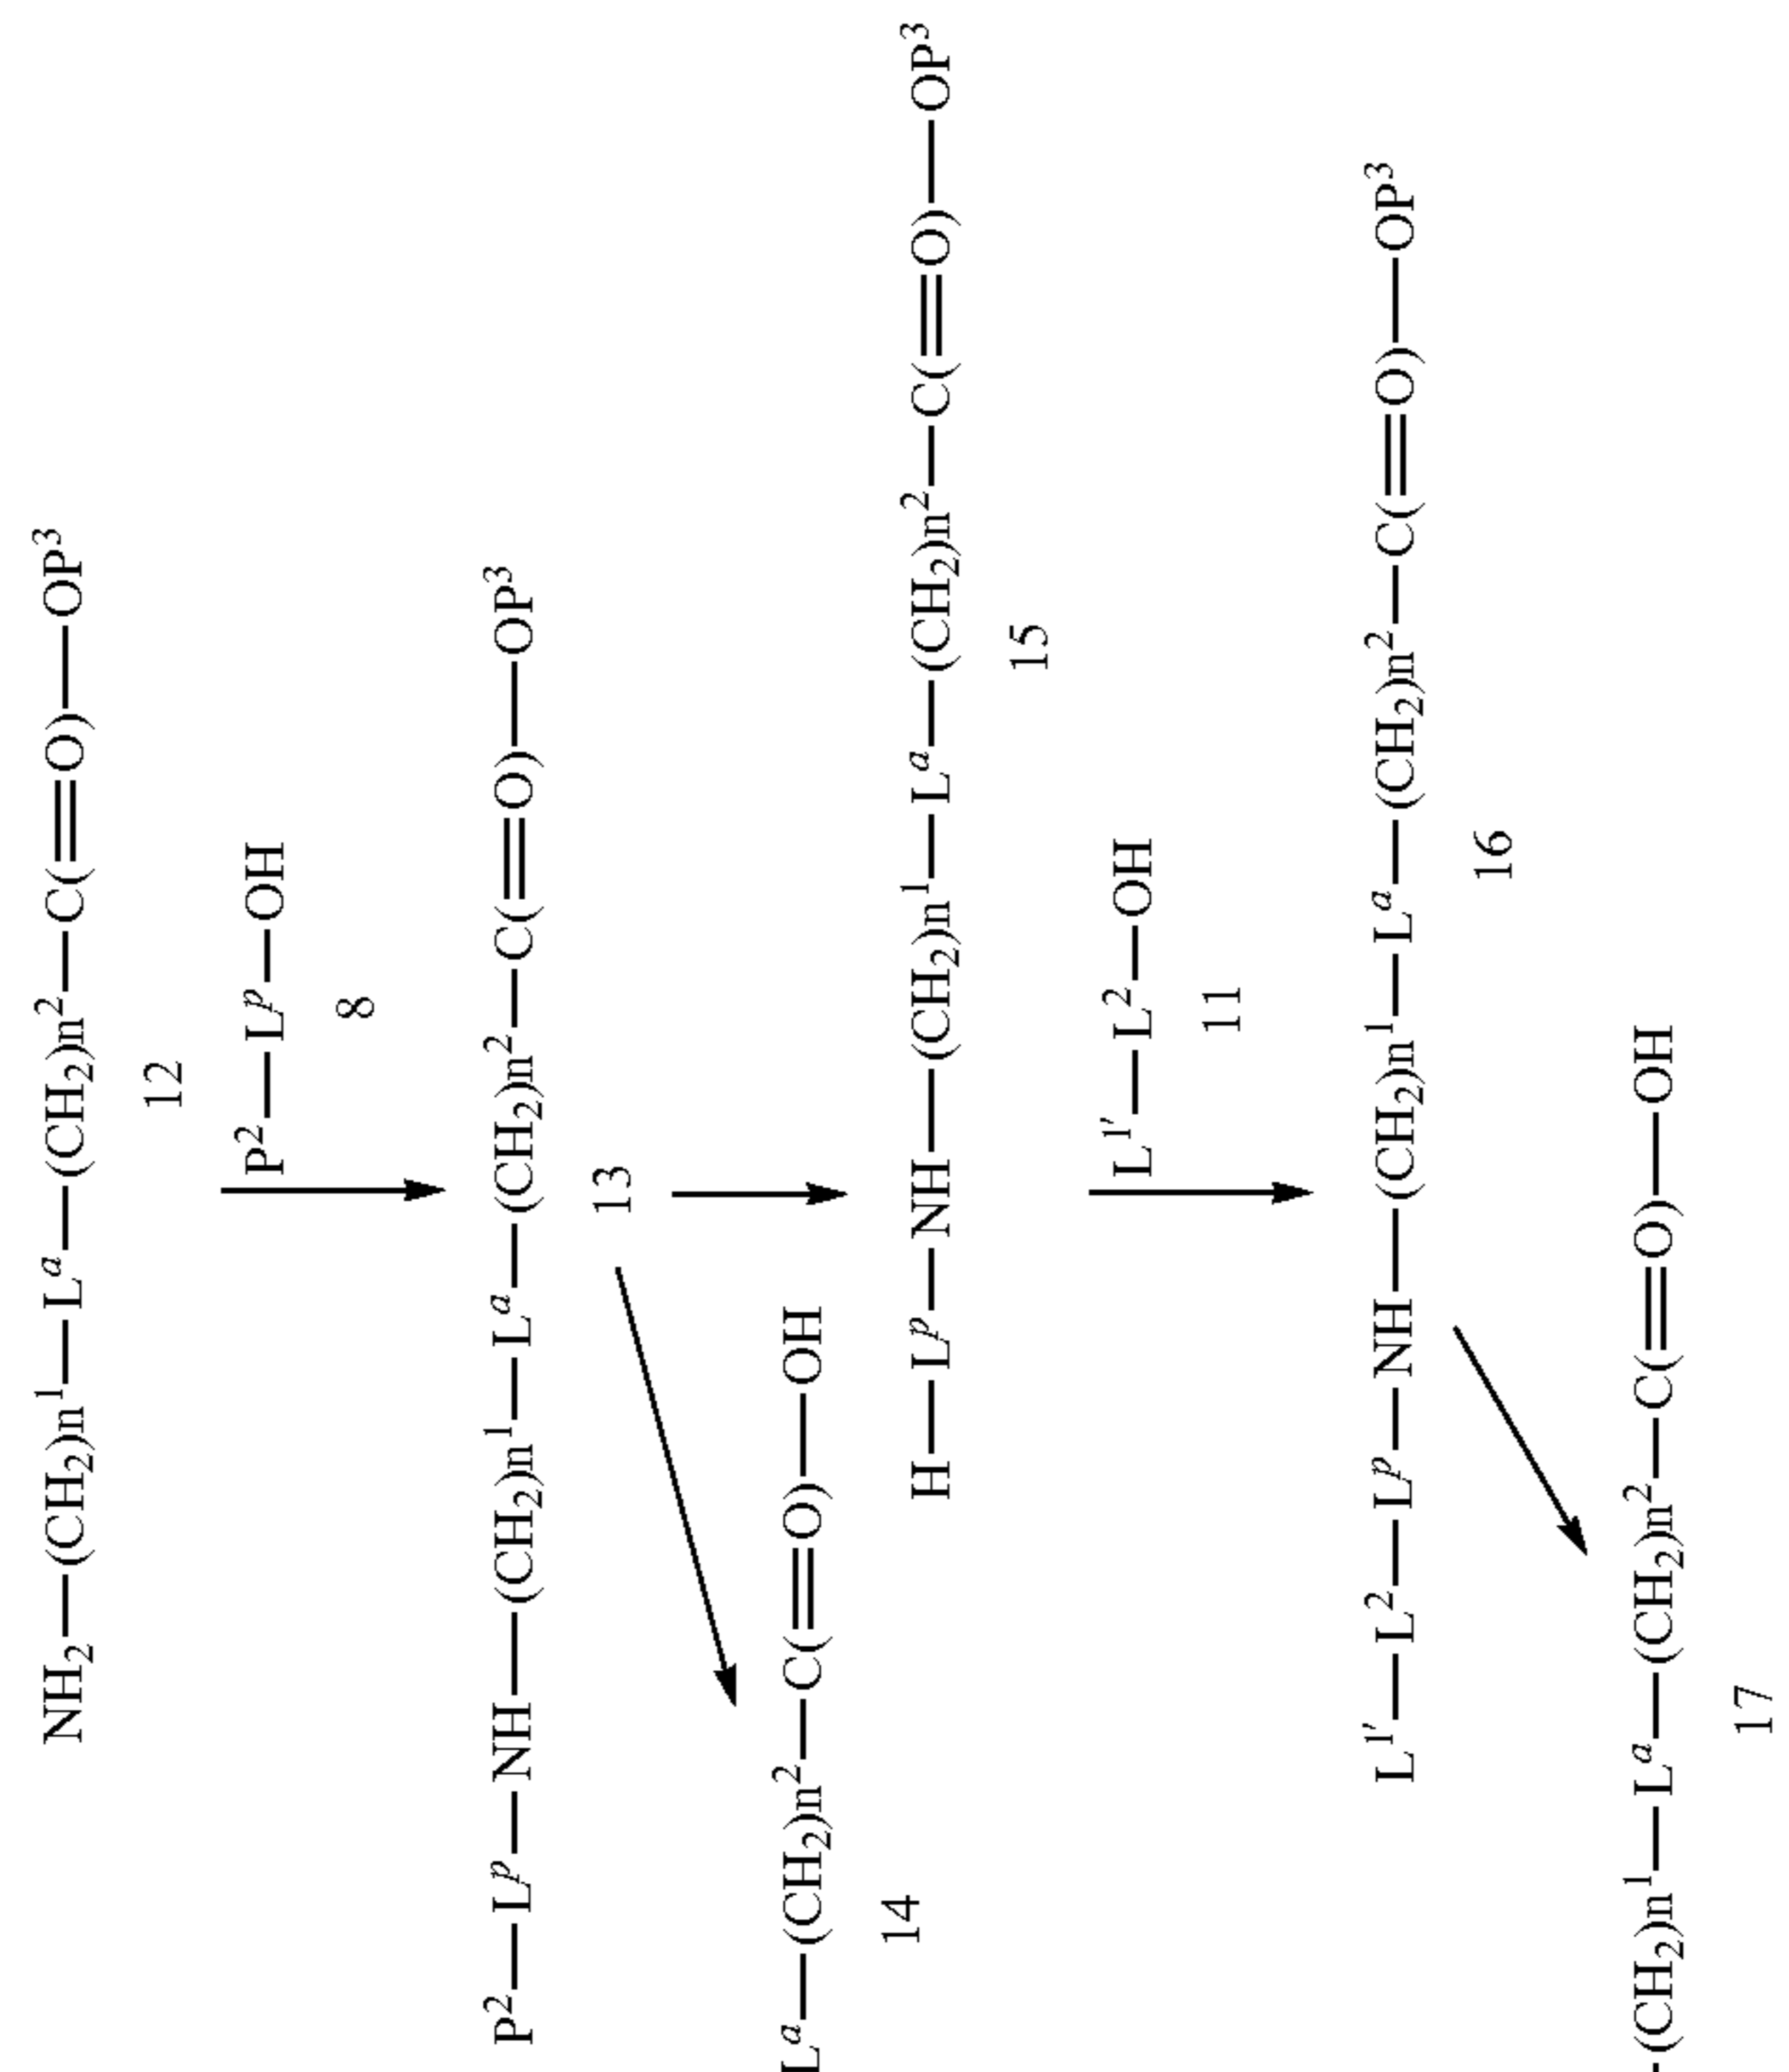 NH₂—(CH₂)n¹—Lᵃ—(CH₂)n²—C(=O)—OP³
12
P²—Lᵖ—OH
8
P²—Lᵖ—NH—(CH₂)n¹—Lᵃ—(CH₂)n²—C(=O)—OP³
13
Lᵃ—(CH₂)n²—C(=O)—OH
14
H—Lᵖ—NH—(CH₂)n¹—Lᵃ—(CH₂)n²—C(=O)—OP³
15
L¹′—L²—OH
11
L¹′—L²—Lᵖ—NH—(CH₂)n¹—Lᵃ—(CH₂)n²—C(=O)—OP³
16
—(CH₂)n¹—Lᵃ—(CH₂)n²—C(=O)—OH
17